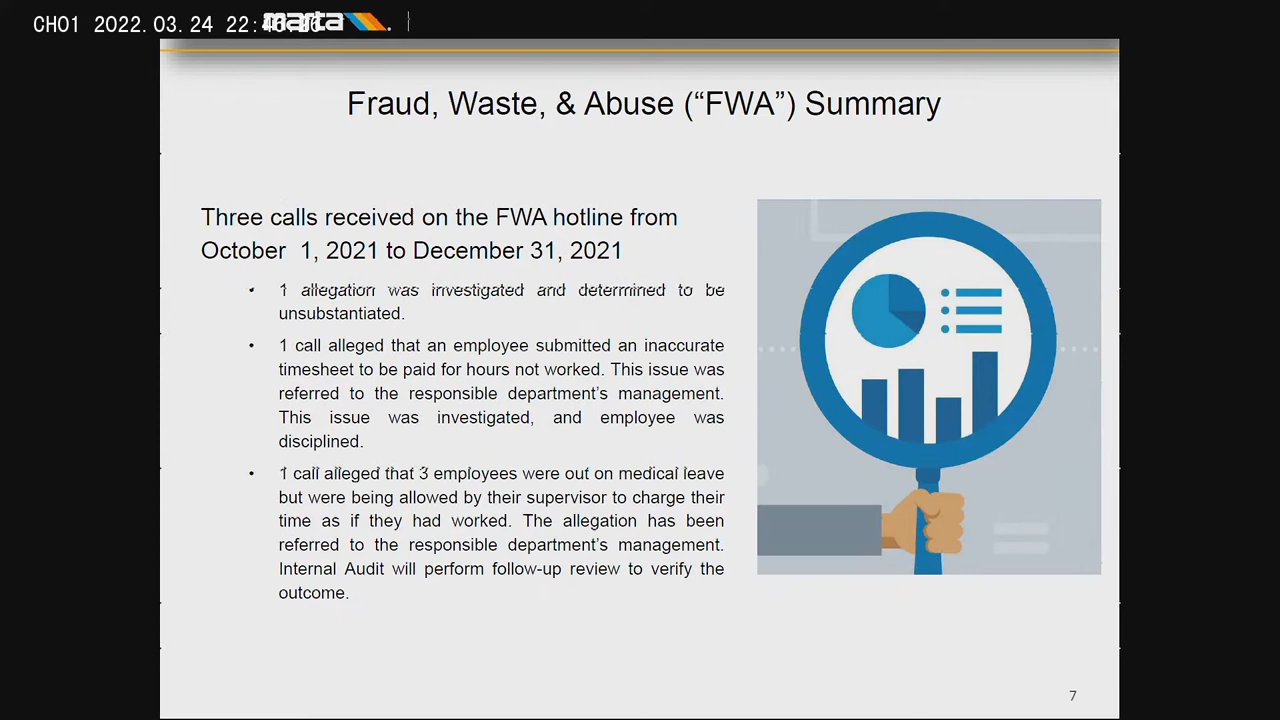 CH01 2022.03.24 22:4
marta
Fraud, Waste, & Abuse (“FWA”) Summary
Three calls received on the FWA hotline from
October 1, 2021 to December 31, 2021
• 1 allegation was investigated and determined to be
unsubstantiated.
• 1 call alleged that an employee submitted an inaccurate
timesheet to be paid for hours not worked. This issue was
referred to the responsible department’s management.
This issue was investigated, and employee was
disciplined.
• 1 call alleged that 3 employees were out on medical leave
but were being allowed by their supervisor to charge their
time as if they had worked. The allegation has been
referred to the responsible department’s management.
Internal Audit will perform follow-up review to verify the
outcome.
7